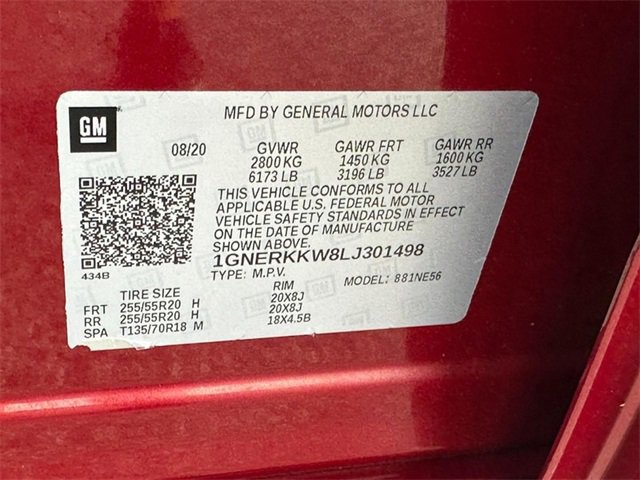 GM
MFD BY GENERAL MOTORS LLC
08/20 GVWR GAWR FRT GAWR RR
2800 KG 1450 KG 1600 KG
6173 LB 3196 LB 3527 LB
THIS VEHICLE CONFORMS TO ALL
APPLICABLE U.S. FEDERAL MOTOR
VEHICLE SAFETY STANDARDS IN EFFECT
ON THE DATE OF MANUFACTURE
SHOWN ABOVE.
1GNERKKW8LJ301498
434B
TYPE: M.P.V. MODEL: 881NE56
TIRE SIZE RIM
FRT 255/55R20 H 20X8J
RR 255/55R20 H 20X8J
SPA T135/70R18 M 18X4.5B